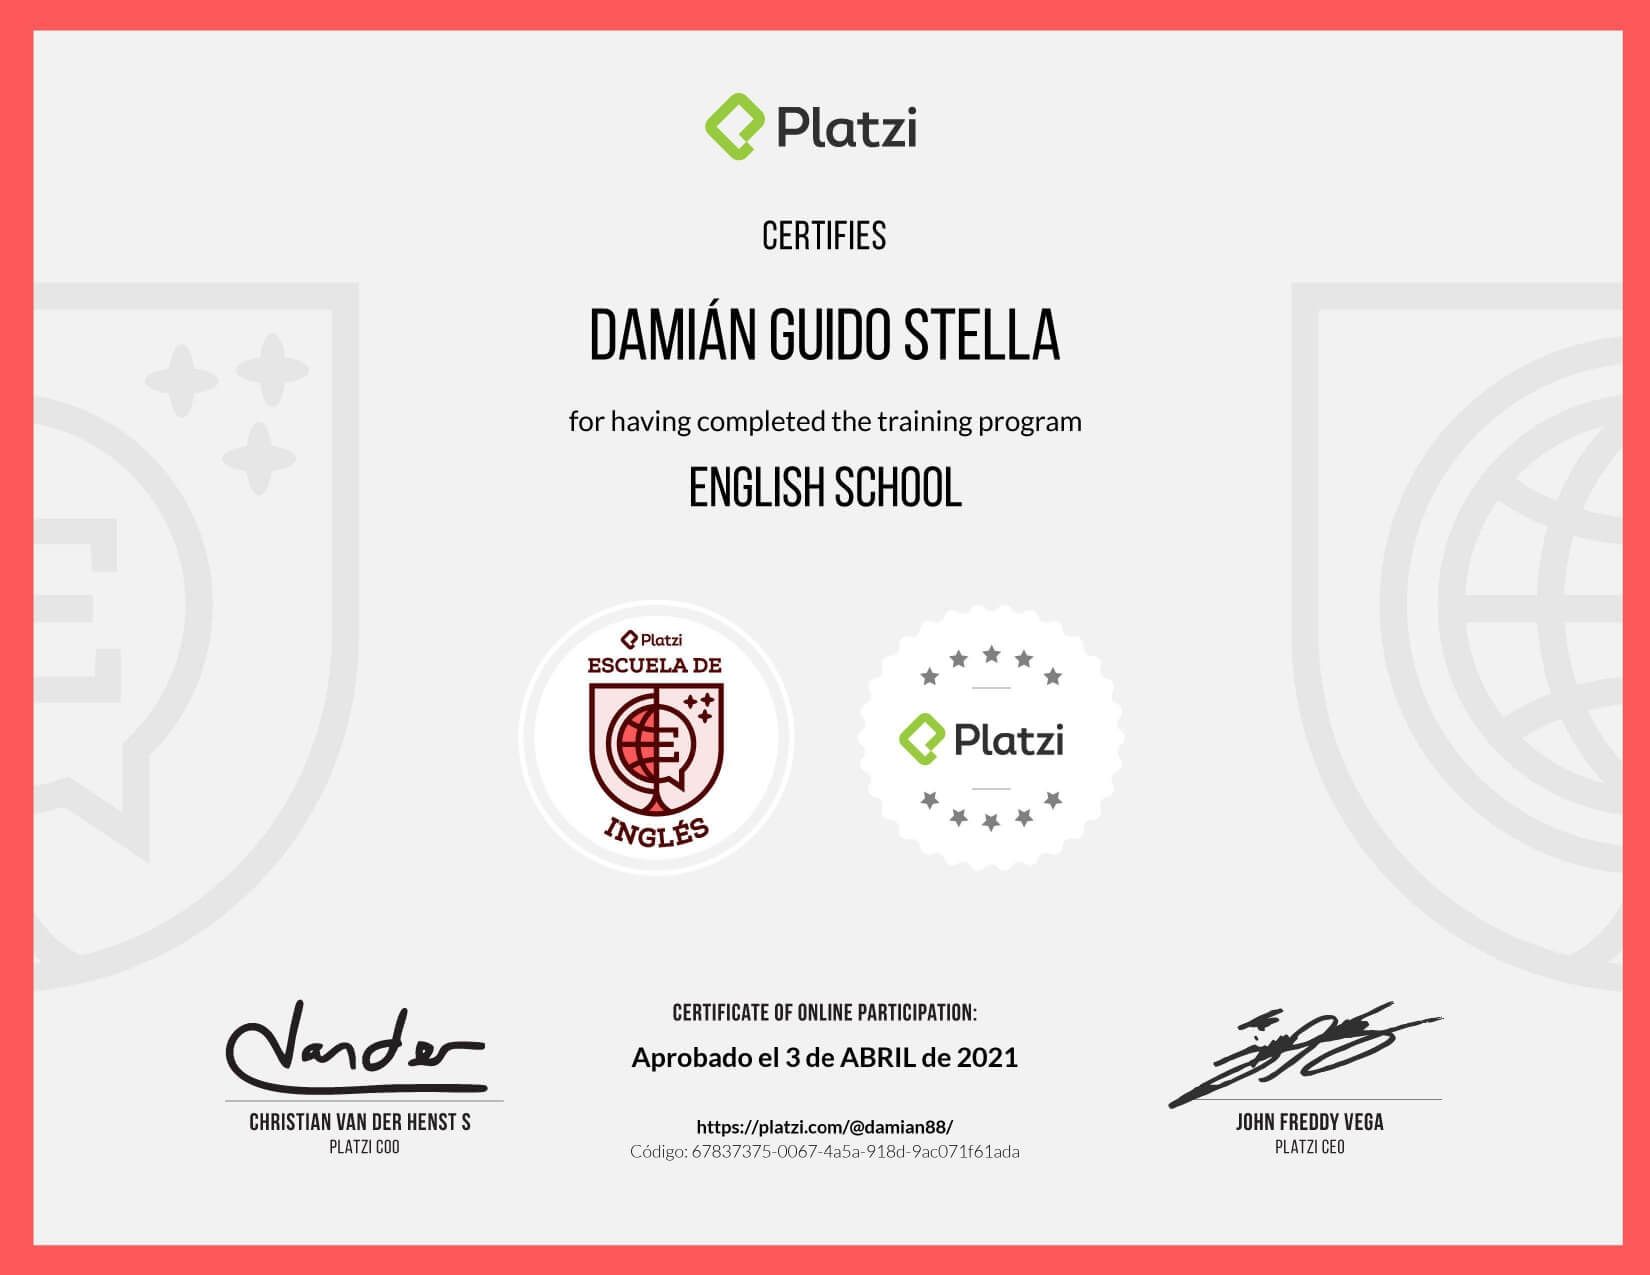 Platzi
CERTIFIES
DAMIÁN GUIDO STELLA
for having completed the training program
ENGLISH SCHOOL
Platzi
ESCUELA DE
E
INGLÉS
Platzi
CERTIFICATE OF ONLINE PARTICIPATION:
Aprobado el 3 de ABRIL de 2021
https://platzi.com/@damian88/
Código: 67837375-0067-4a5a-918d-9ac071f61ada
Vander
CHRISTIAN VAN DER HENST S
PLATZI COO
JOHN FREDDY VEGA
PLATZI CEO